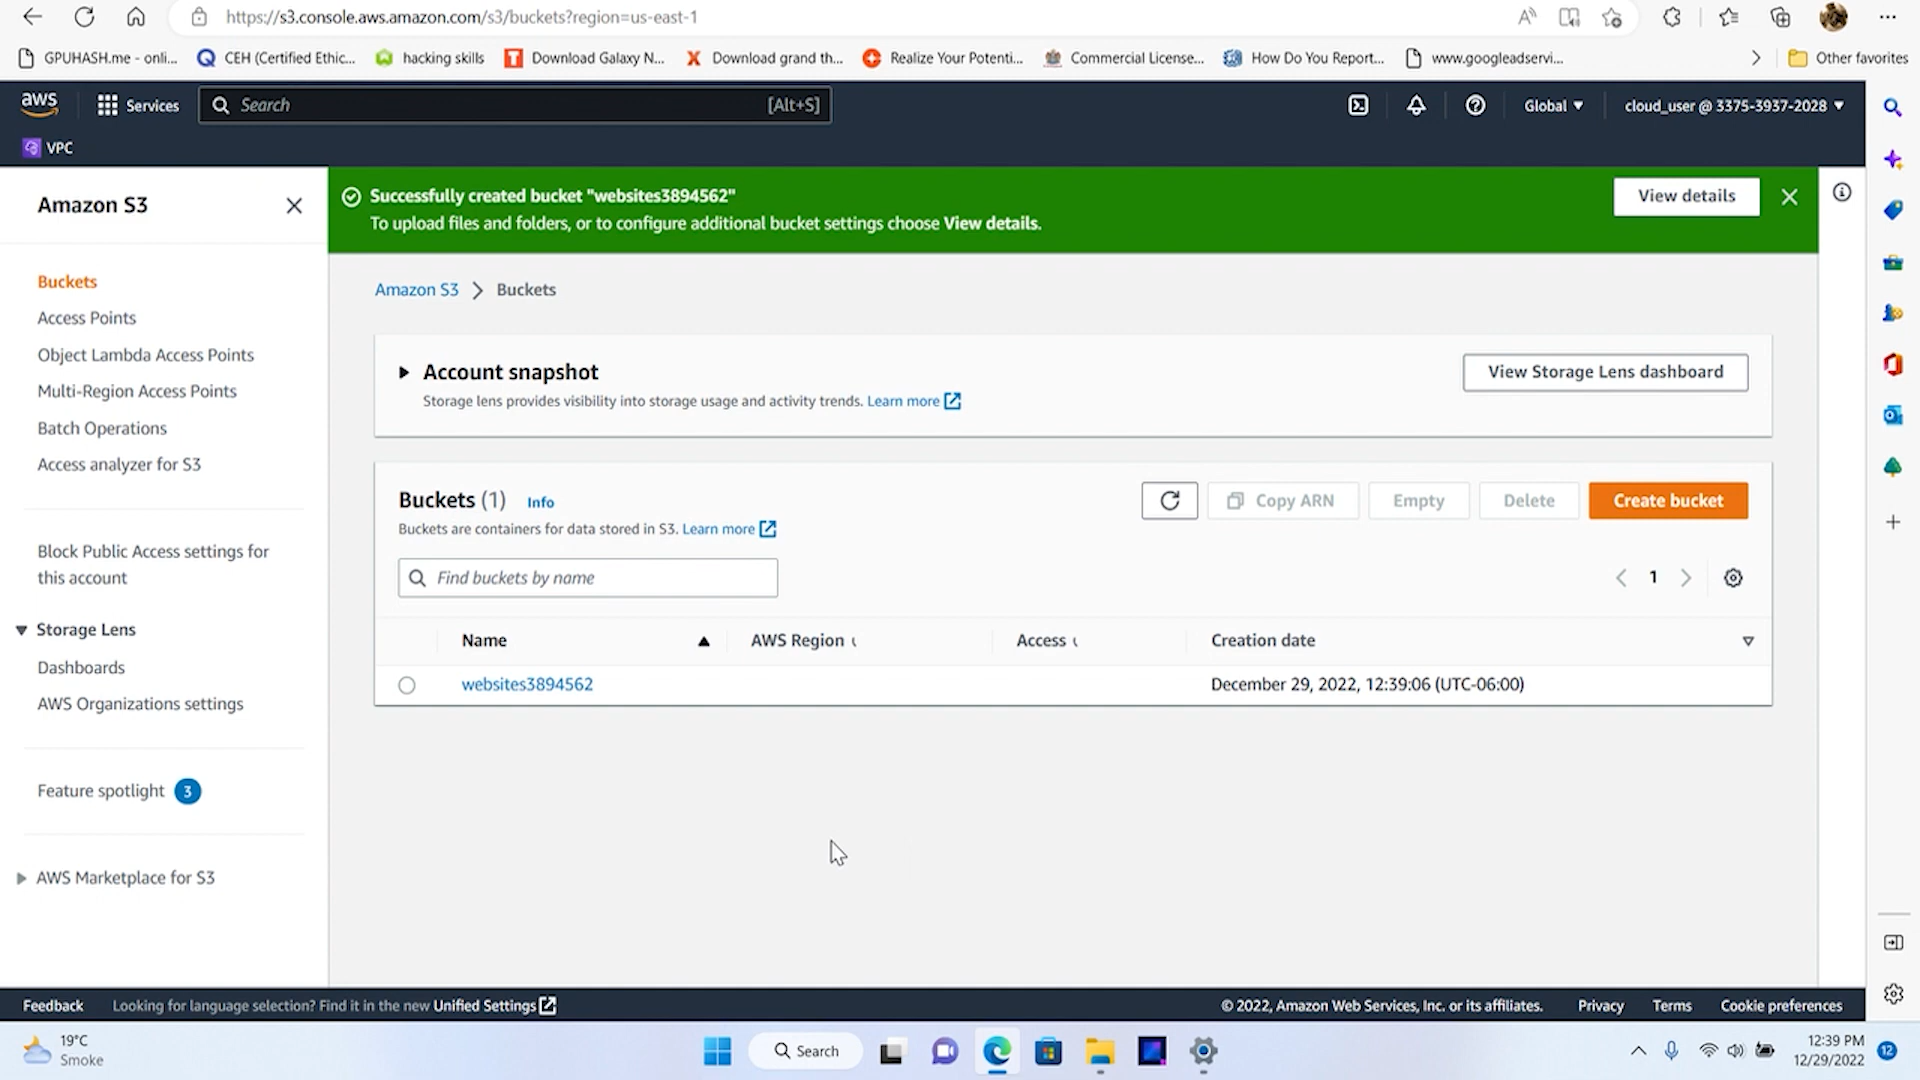 https://s3.console.aws.amazon.com/s3/buckets?region=us-east-1
GPUHASH.me - onli...
CEH (Certified Ethic...
hacking skills
Download Galaxy N...
Download grand th...
Realize Your Potenti...
Commercial License...
How Do You Report...
www.googleadservi...
Other favorites
aws
Services
Search
[Alt+S]
Global
cloud_user @ 3375-3937-2028
VPC
Amazon S3
Successfully created bucket "websites3894562"
To upload files and folders, or to configure additional bucket settings choose View details.
View details
Buckets
Access Points
Object Lambda Access Points
Multi-Region Access Points
Batch Operations
Access analyzer for S3
Block Public Access settings for
this account
Storage Lens
Dashboards
AWS Organizations settings
Feature spotlight 3
AWS Marketplace for S3
Amazon S3 > Buckets
Account snapshot
Storage lens provides visibility into storage usage and activity trends. Learn more
View Storage Lens dashboard
Buckets (1) Info
Buckets are containers for data stored in S3. Learn more
Copy ARN
Empty
Delete
Create bucket
Find buckets by name
1
Name
AWS Region
Access
Creation date
websites3894562
December 29, 2022, 12:39:06 (UTC-06:00)
Feedback
Looking for language selection? Find it in the new Unified Settings
© 2022, Amazon Web Services, Inc. or its affiliates.
Privacy
Terms
Cookie preferences
19°C
Smoke
Search
12:39 PM
12/29/2022
12